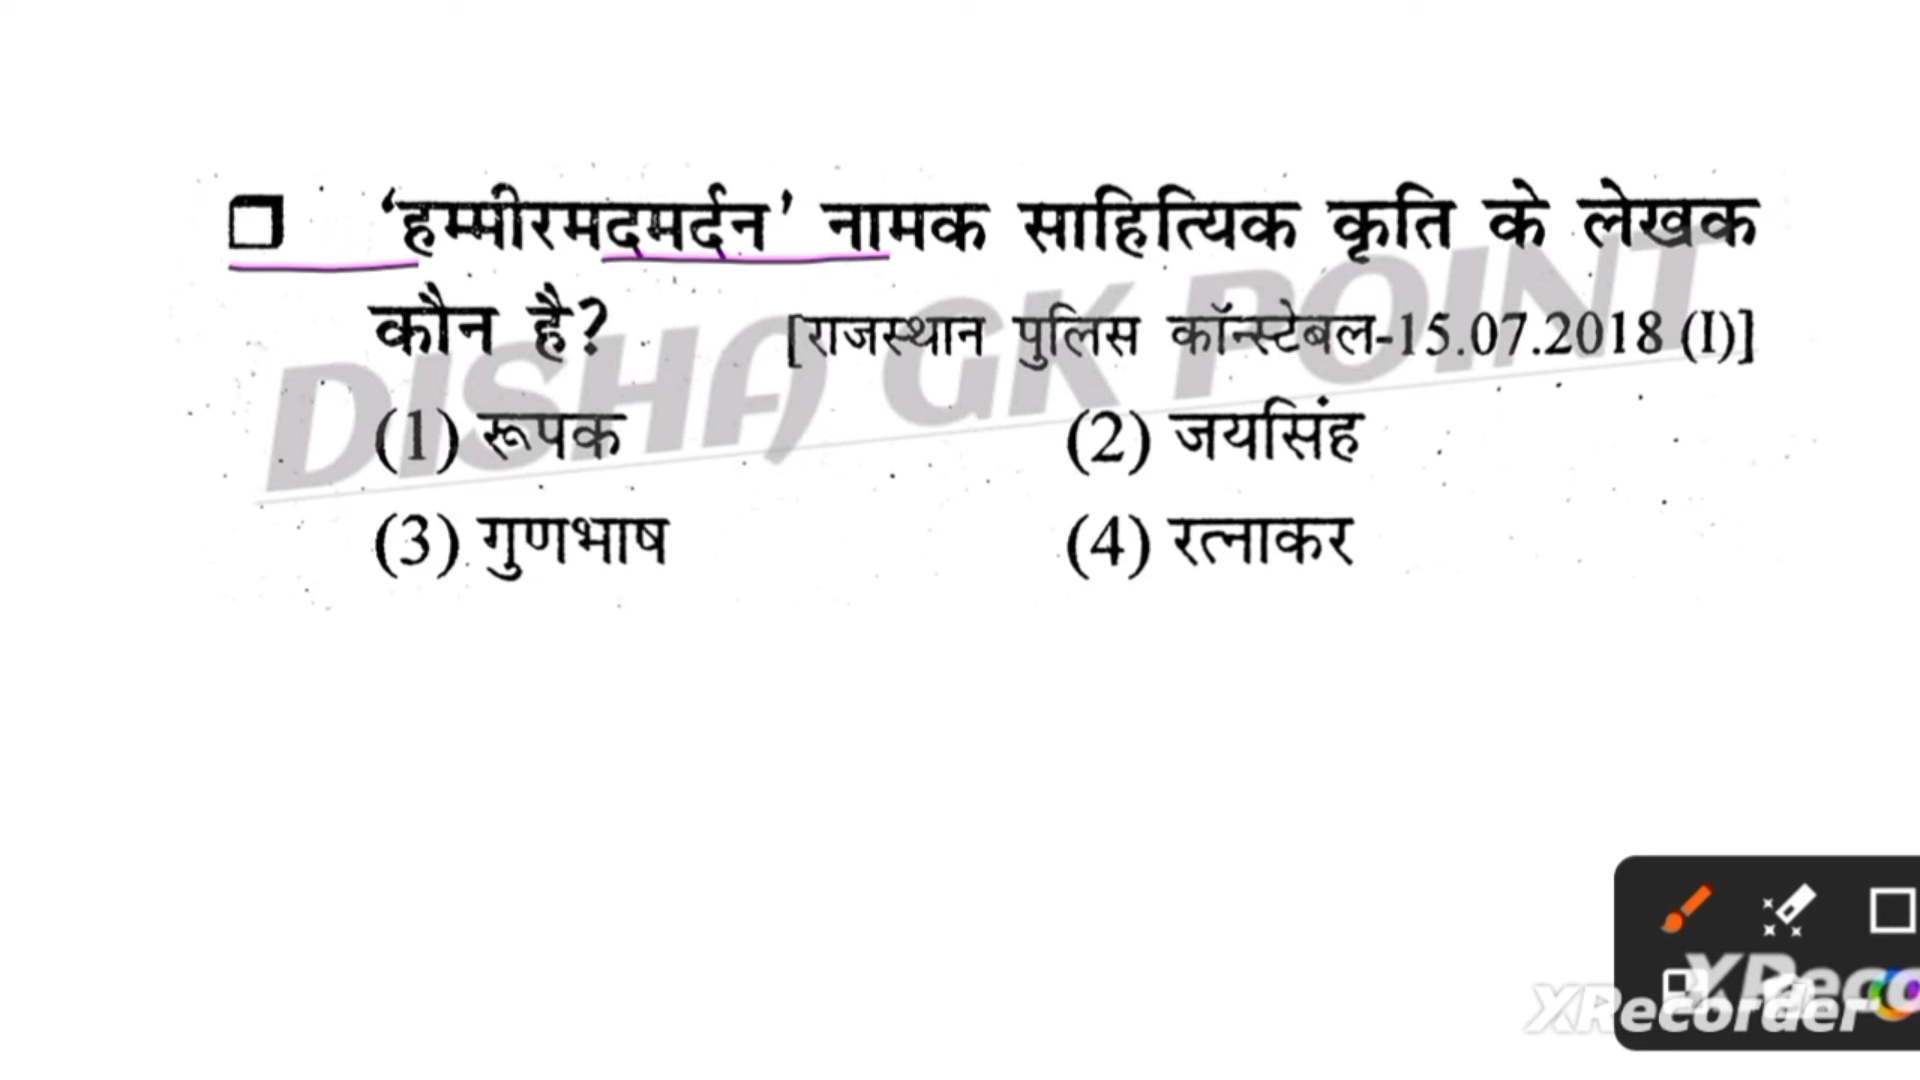 'हम्मीरमदमर्दन' नामक साहित्यिक कृति के लेखक
कौन है? [राजस्थान पुलिस कॉन्स्टेबल-15.07.2018 (I)]
DISHA GK POINT
(1) रूपक (2) जयसिंह
(3) गुणभाष (4) रत्नाकर
XReco
XRecorder